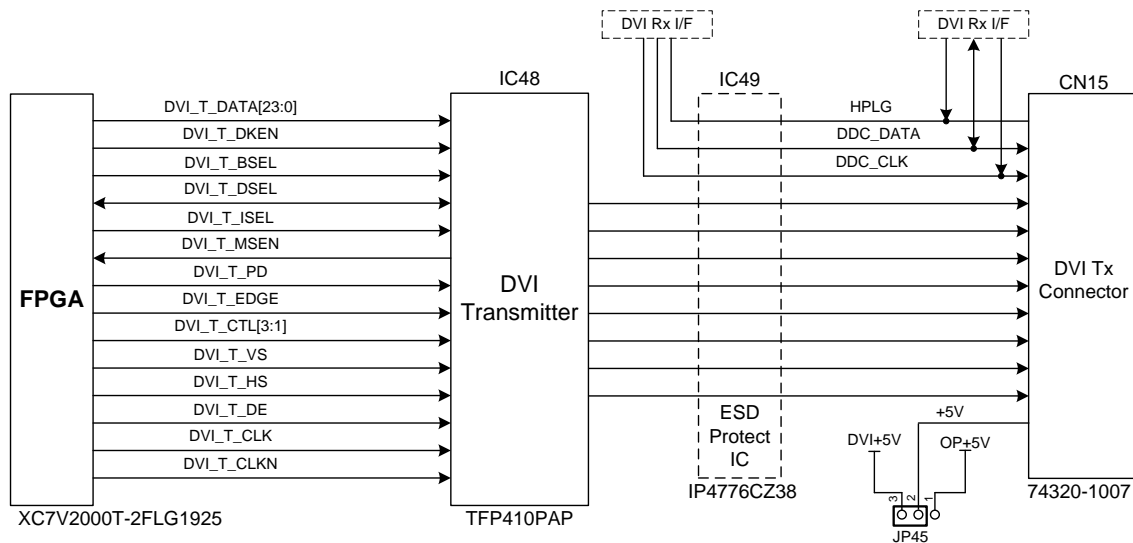 DVI Rx I/F
DVI Rx I/F
IC48
IC49
CN15
DVI_T_DATA[23:0]
HPLG
DVI_T_DKEN
DDC_DATA
DVI_T_BSEL
DDC_CLK
DVI_T_DSEL
DVI_T_ISEL
DVI_T_MSEN
DVI_T_PD
FPGA
DVI
Transmitter
DVI Tx
Connector
DVI_T_EDGE
DVI_T_CTL[3:1]
DVI_T_VS
DVI_T_HS
DVI_T_DE
DVI_T_CLK
DVI_T_CLKN
ESD
Protect
IC
+5V
DVI+5V
OP+5V
3
2
1
JP45
XC7V2000T-2FLG1925
TFP410PAP
IP4776CZ38
74320-1007